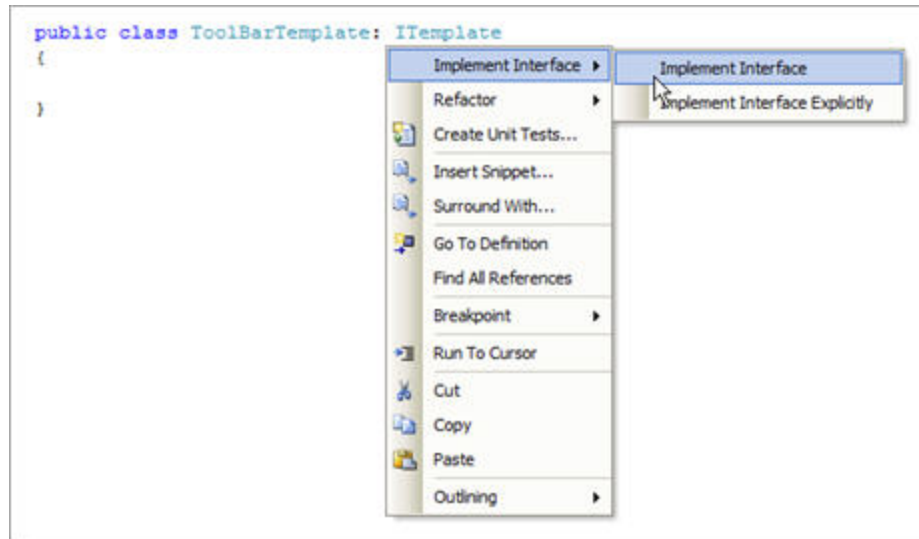 public class ToolBarTemplate: ITemplate
{
}
Implement Interface
Refactor
Create Unit Tests...
Insert Snippet...
Surround With...
Go To Definition
Find All References
Breakpoint
Run To Cursor
Cut
Copy
Paste
Outlining
Implement Interface
Implement Interface Explicitly